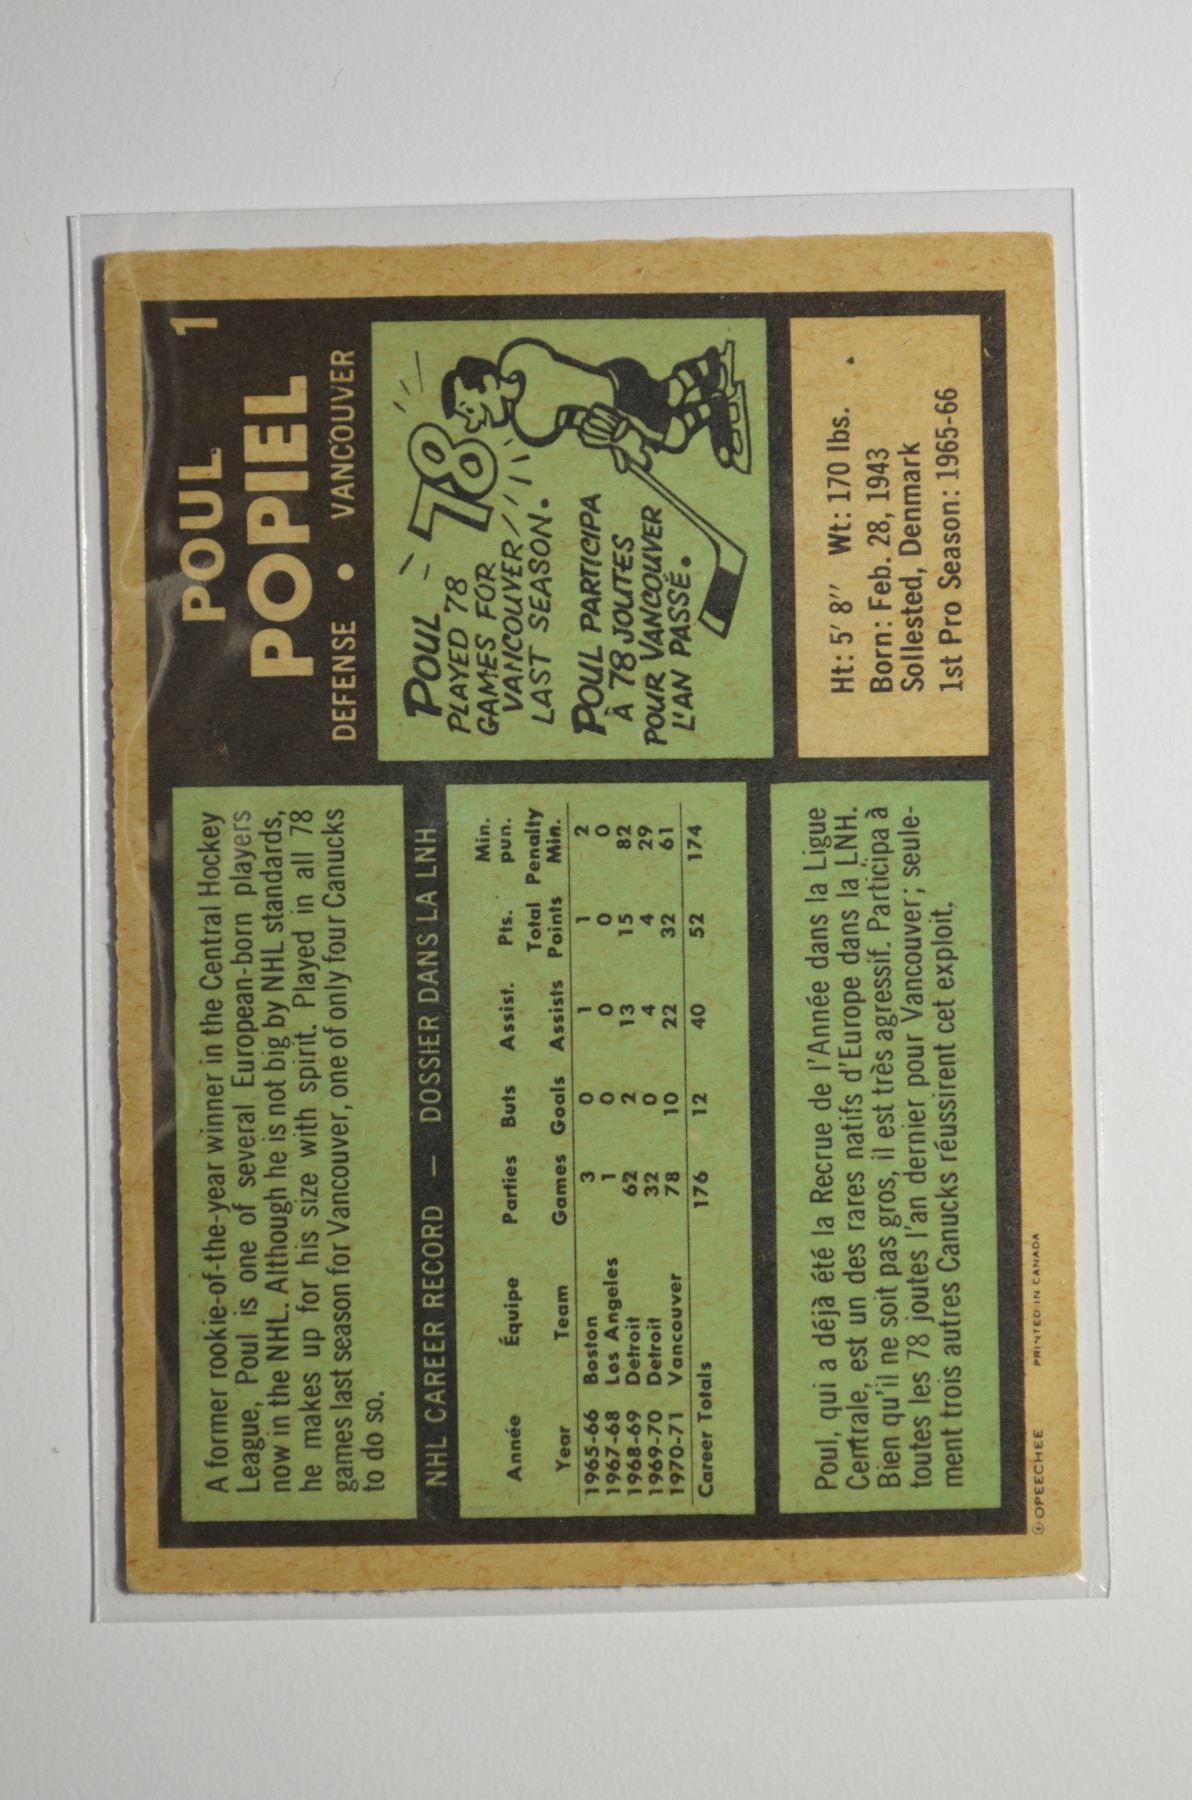 POUL 1
POPIEL
DEFENSE • VANCOUVER
A former rookie-of-the-year winner in the Central Hockey
League, Poul is one of several European-born players
now in the NHL. Although he is not big by NHL standards,
he makes up for his size with spirit. Played in all 78
games last season for Vancouver, one of only four Canucks
to do so.
NHL CAREER RECORD — DOSSIER DANS LA LNH
Année Équipe Parties Buts Assist. Pts. Min. pun.
Year Team Games Goals Assists Total Points Penalty Min.
1965-66 Boston 3 0 1 1 2
1967-68 Los Angeles 1 0 0 0 0
1968-69 Detroit 62 2 13 15 82
1969-70 Detroit 32 0 4 4 29
1970-71 Vancouver 78 10 22 32 61
Career Totals 176 12 40 52 174
Poul, qui a déjà été la Recrue de l'Année dans la Ligue
Centrale, est un des rares natifs d'Europe dans la LNH.
Bien qu'il ne soit pas gros, il est très agressif. Participa à
toutes les 78 joutes l'an dernier pour Vancouver; seule-
ment trois autres Canucks réussirent cet exploit.
78
POUL
PLAYED 78
GAMES FOR
VANCOUVER
LAST SEASON.
POUL PARTICIPA
À 78 JOUTES
POUR VANCOUVER
L'AN PASSÉ.
Ht: 5' 8'' Wt: 170 lbs.
Born: Feb. 28, 1943
Sollested, Denmark
1st Pro Season: 1965-66
© OPEECHEE PRINTED IN CANADA